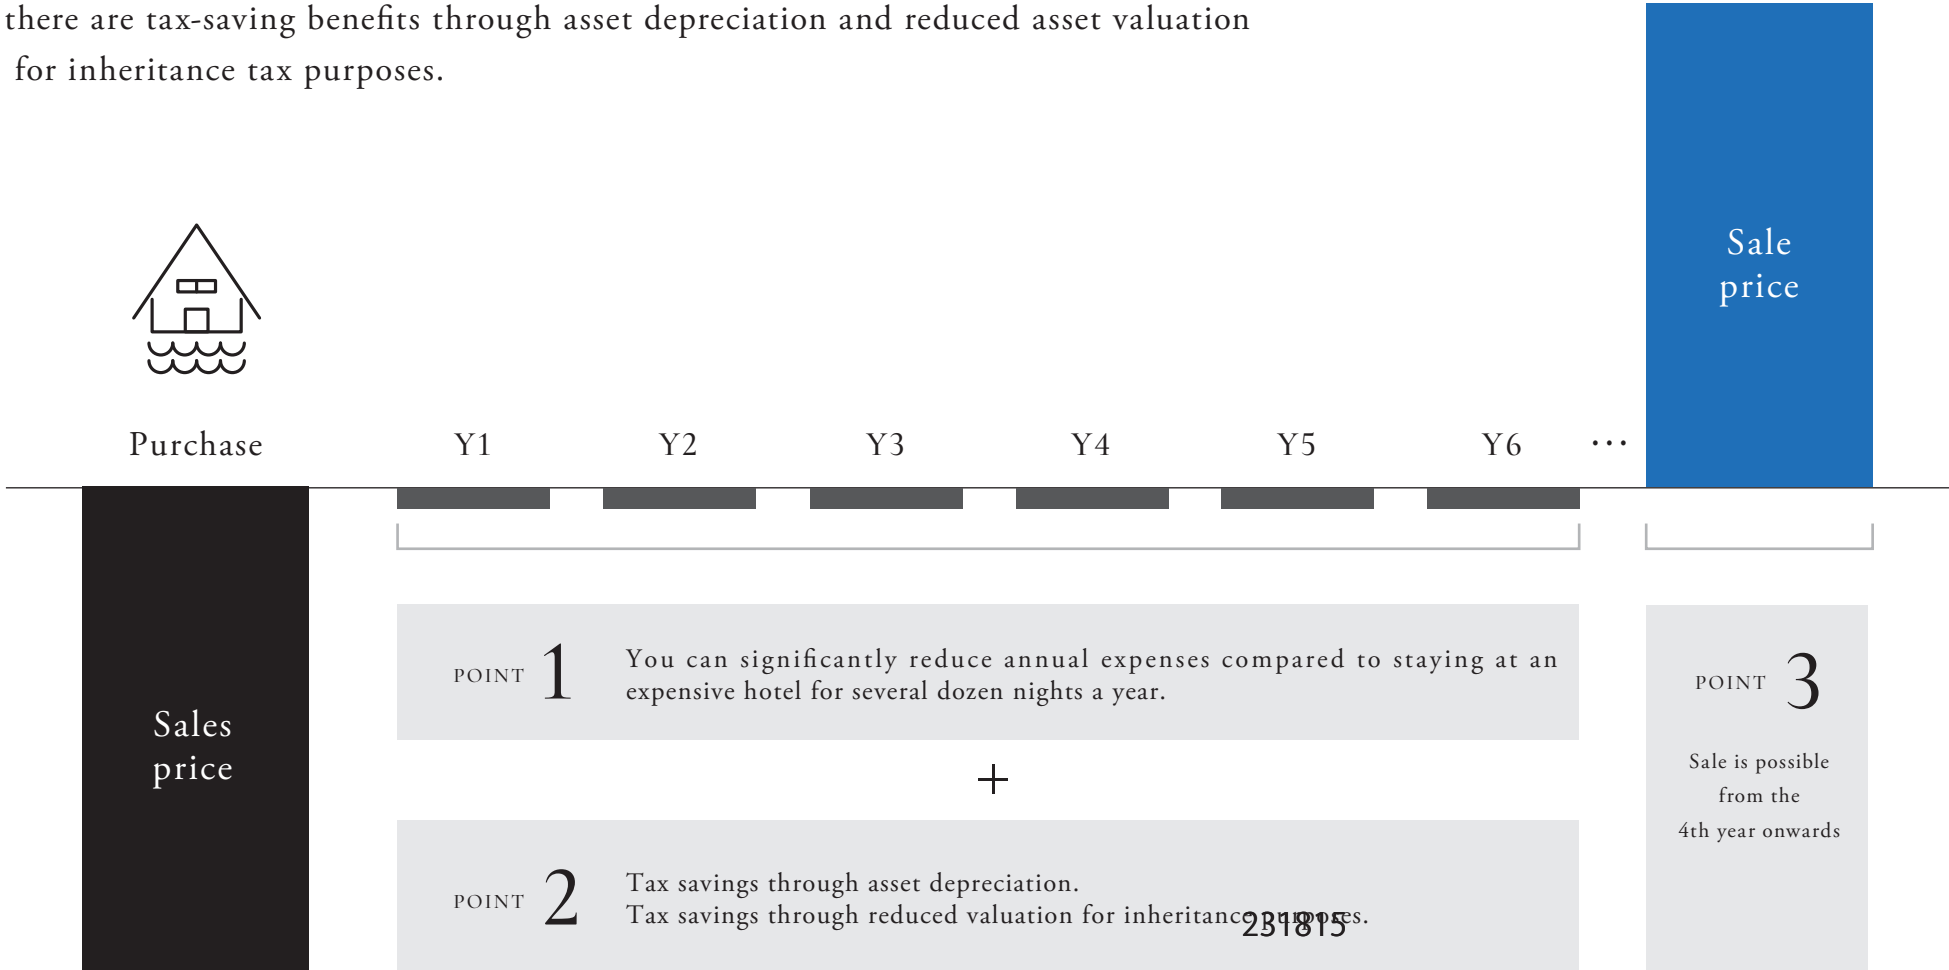 there are tax-saving benefits through asset depreciation and reduced asset valuation
for inheritance tax purposes.
Sale
price
Purchase
Y1 Y2 Y3 Y4 Y5 Y6 ...
Sales
price
POINT 1
You can significantly reduce annual expenses compared to staying at an
expensive hotel for several dozen nights a year.
+
POINT 2
Tax savings through asset depreciation.
Tax savings through reduced valuation for inheritance purposes.
231815
POINT 3
Sale is possible
from the
4th year onwards